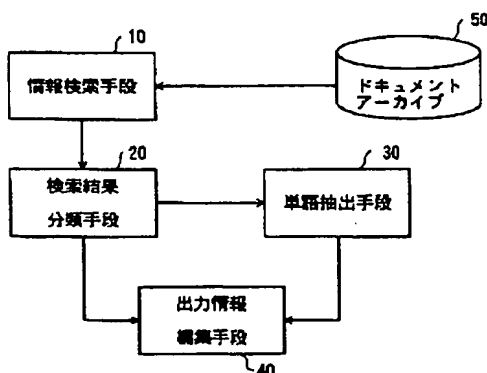 10
情報検索手段
50
ドキュメント
アーカイブ
20
検索結果
分類手段
30
単語抽出手段
出力情報
編集手段
40